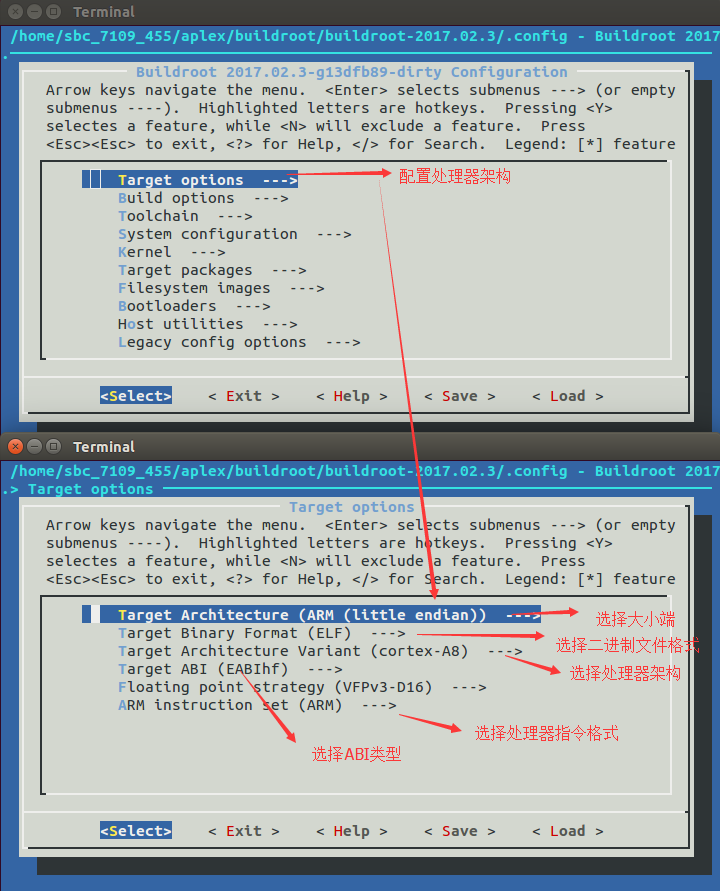 Terminal
/home/sbc_7109_455/aplex/buildroot/buildroot-2017.02.3/.config - Buildroot 2017
.
Buildroot 2017.02.3-g13dfb89-dirty Configuration
Arrow keys navigate the menu.  <Enter> selects submenus ---> (or empty
submenus ----).  Highlighted letters are hotkeys.  Pressing <Y>
selectes a feature, while <N> will exclude a feature.  Press
<Esc><Esc> to exit, <?> for Help, </> for Search.  Legend: [*] feature
Target options  ---> 配置处理器架构
Build options  --->
Toolchain  --->
System configuration  --->
Kernel  --->
Target packages  --->
Filesystem images  --->
Bootloaders  --->
Host utilities  --->
Legacy config options  --->
<Select>    < Exit >    < Help >    < Save >    < Load >
Terminal
/home/sbc_7109_455/aplex/buildroot/buildroot-2017.02.3/.config - Buildroot 2017
.> Target options
Target options
Arrow keys navigate the menu.  <Enter> selects submenus ---> (or empty
submenus ----).  Highlighted letters are hotkeys.  Pressing <Y>
selectes a feature, while <N> will exclude a feature.  Press
<Esc><Esc> to exit, <?> for Help, </> for Search.  Legend: [*] feature
Target Architecture (ARM (little endian))  ---> 选择大小端
Target Binary Format (ELF)  ---> 选择二进制文件格式
Target Architecture Variant (cortex-A8)  --->
Target ABI (EABIhf)  ---> 选择处理器架构
Floating point strategy (VFPv3-D16)  --->
ARM instruction set (ARM)  --->
选择处理器指令格式
选择ABI类型
<Select>    < Exit >    < Help >    < Save >    < Load >